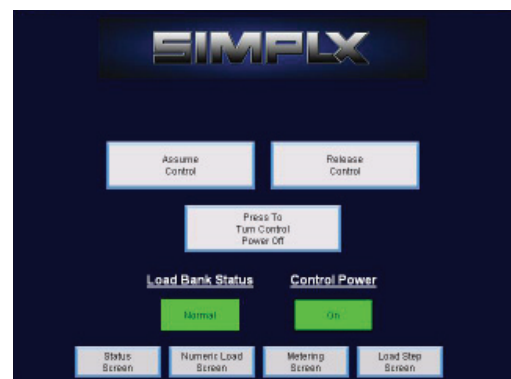 SIMPLX
Assume
Control
Release
Control
Press To
Turn Control
Power Off
Load Bank Status
Control Power
Normal
On
Status
Screen
Numeric Load
Screen
Metering
Screen
Load Step
Screen